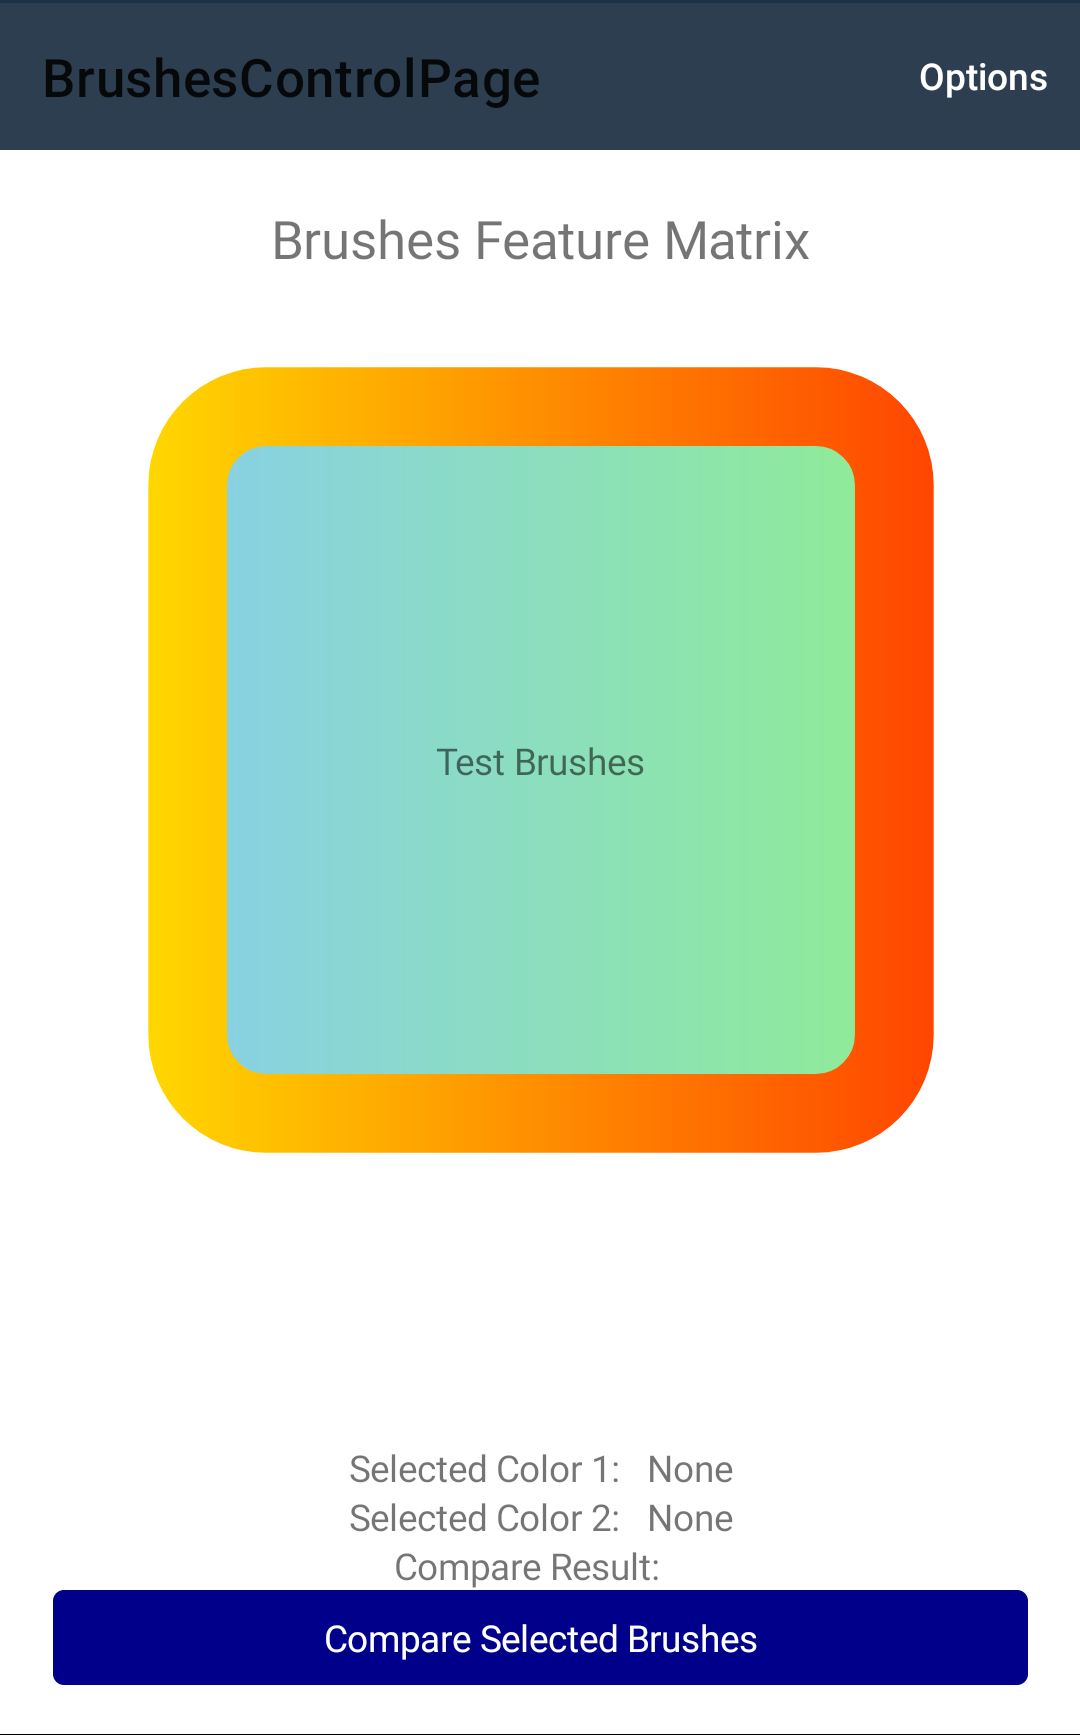 BrushesControlPage Options
Brushes Feature Matrix
Test Brushes
Selected Color 1: None
Selected Color 2: None
Compare Result:
Compare Selected Brushes